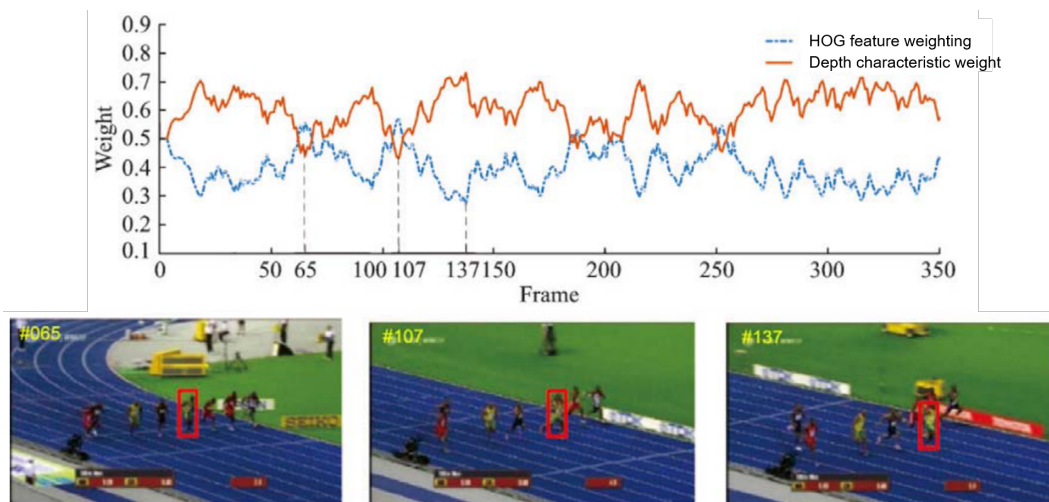 0.9
0.8
0.7
0.6
0.5
0.4
0.3
0.2
0.1
Weight
HOG feature weighting
Depth characteristic weight
0 50 65 100 107 137 150 200 250 300 350
Frame
#065
#107
#137
SEIKO
TOYOTA